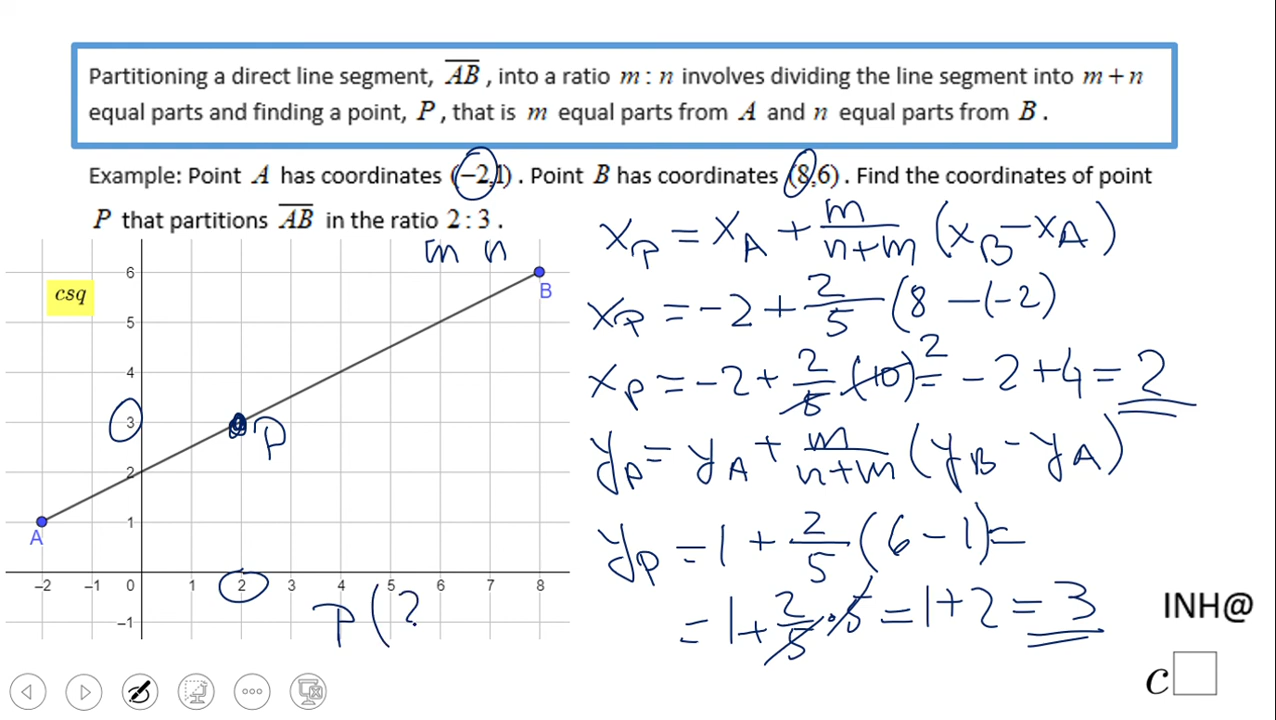 Partitioning a direct line segment, AB, into a ratio m : n involves dividing the line segment into m + n
equal parts and finding a point, P, that is m equal parts from A and n equal parts from B.
Example: Point A has coordinates (−2,1). Point B has coordinates (8,6). Find the coordinates of point
P that partitions AB in the ratio 2 : 3.
m n
x_P = x_A + m/(n+m) (x_B − x_A)
x_P = −2 + 2/5 (8 − (−2)
x_P = −2 + 2/5 (10) 2 = −2 + 4 = 2
y_P = y_A + m/(n+m) (y_B − y_A)
y_P = 1 + 2/5 (6 − 1) =
= 1 + 2/5 · 5 = 1 + 2 = 3
csq
6
5
4
3
2
1
−1
B
P
A
−2 −1 0 1 2 3 4 5 6 7 8
P(?
INH@
c